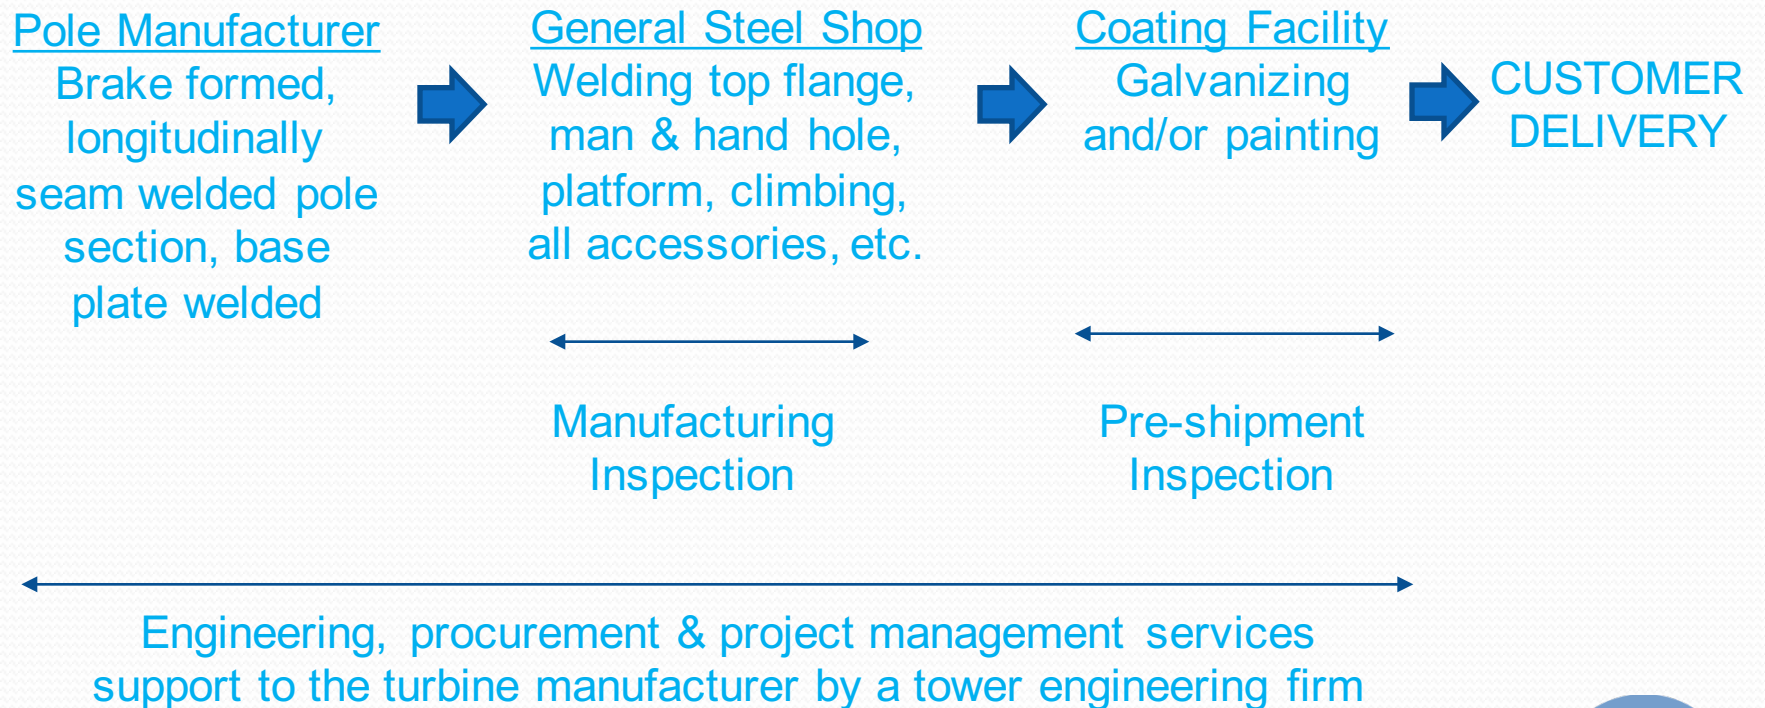 Pole Manufacturer
Brake formed,
longitudinally
seam welded pole
section, base
plate welded
General Steel Shop
Welding top flange,
man & hand hole,
platform, climbing,
all accessories, etc.
Coating Facility
Galvanizing
and/or painting
CUSTOMER
DELIVERY
Manufacturing
Inspection
Pre-shipment
Inspection
Engineering, procurement & project management services
support to the turbine manufacturer by a tower engineering firm